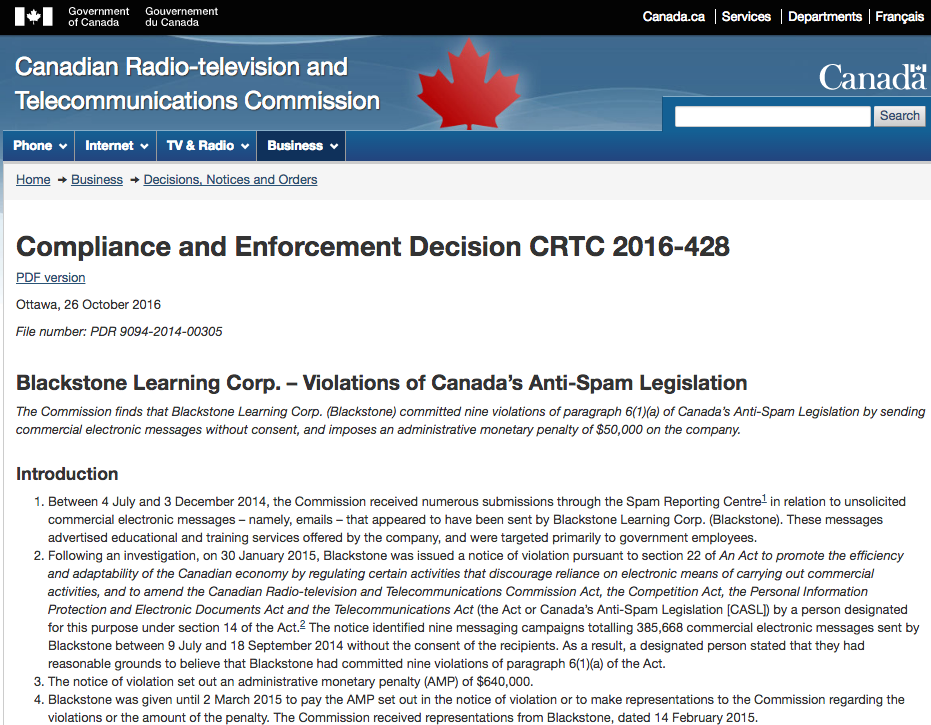 Government of Canada
Gouvernement du Canada
Canada.ca | Services | Departments | Français
Canadian Radio-television and
Telecommunications Commission
Canada
Search
Phone Internet TV & Radio Business
Home → Business → Decisions, Notices and Orders
Compliance and Enforcement Decision CRTC 2016-428
PDF version
Ottawa, 26 October 2016
File number: PDR 9094-2014-00305
Blackstone Learning Corp. – Violations of Canada's Anti-Spam Legislation
The Commission finds that Blackstone Learning Corp. (Blackstone) committed nine violations of paragraph 6(1)(a) of Canada's Anti-Spam Legislation by sending
commercial electronic messages without consent, and imposes an administrative monetary penalty of $50,000 on the company.
Introduction
1. Between 4 July and 3 December 2014, the Commission received numerous submissions through the Spam Reporting Centre1 in relation to unsolicited
commercial electronic messages – namely, emails – that appeared to have been sent by Blackstone Learning Corp. (Blackstone). These messages
advertised educational and training services offered by the company, and were targeted primarily to government employees.
2. Following an investigation, on 30 January 2015, Blackstone was issued a notice of violation pursuant to section 22 of An Act to promote the efficiency
and adaptability of the Canadian economy by regulating certain activities that discourage reliance on electronic means of carrying out commercial
activities, and to amend the Canadian Radio-television and Telecommunications Commission Act, the Competition Act, the Personal Information
Protection and Electronic Documents Act and the Telecommunications Act (the Act or Canada's Anti-Spam Legislation [CASL]) by a person designated
for this purpose under section 14 of the Act.2 The notice identified nine messaging campaigns totalling 385,668 commercial electronic messages sent by
Blackstone between 9 July and 18 September 2014 without the consent of the recipients. As a result, a designated person stated that they had
reasonable grounds to believe that Blackstone had committed nine violations of paragraph 6(1)(a) of the Act.
3. The notice of violation set out an administrative monetary penalty (AMP) of $640,000.
4. Blackstone was given until 2 March 2015 to pay the AMP set out in the notice of violation or to make representations to the Commission regarding the
violations or the amount of the penalty. The Commission received representations from Blackstone, dated 14 February 2015.